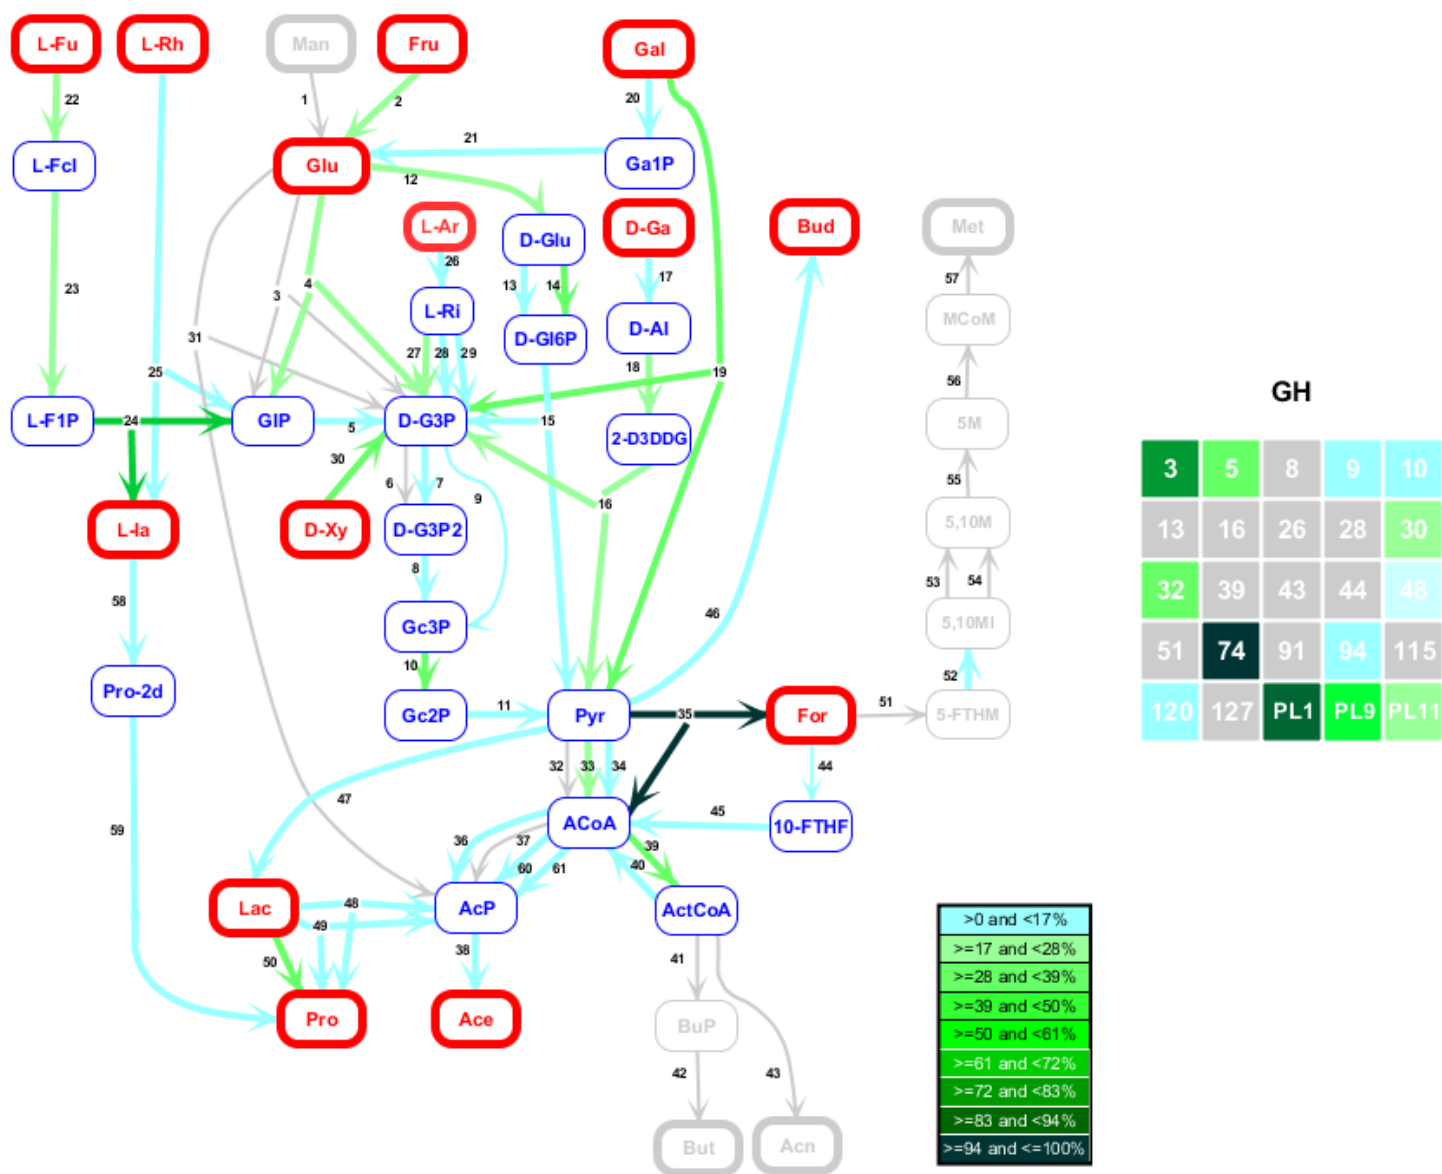 L-Fu
L-Rh
Man
Fru
Gal
22
1
2
20
21
L-Fcl
Glu
Ga1P
12
L-Ar
D-Glu
D-Ga
Bud
Met
26
17
57
23
13
14
3
4
L-Ri
D-Al
MCoM
31
D-Gl6P
27
28
29
18
19
25
56
GH
L-F1P
24
GlP
5
D-G3P
15
2-D3DDG
5M
30
6
7
9
16
55
L-la
D-Xy
D-G3P2
5,10M
8
53
54
58
Gc3P
46
5,10Ml
10
52
Pro-2d
Gc2P
11
Pyr
35
For
51
5-FTHM
32
33
34
44
47
ACoA
45
10-FTHF
59
36
37
39
60
61
40
Lac
48
AcP
ActCoA
49
50
38
41
Pro
Ace
BuP
42
43
But
Acn
3 5 8 9 10
13 16 26 28 30
32 39 43 44 48
51 74 91 94 115
120 127 PL1 PL9 PL11
>0 and <17%
>=17 and <28%
>=28 and <39%
>=39 and <50%
>=50 and <61%
>=61 and <72%
>=72 and <83%
>=83 and <94%
>=94 and <=100%